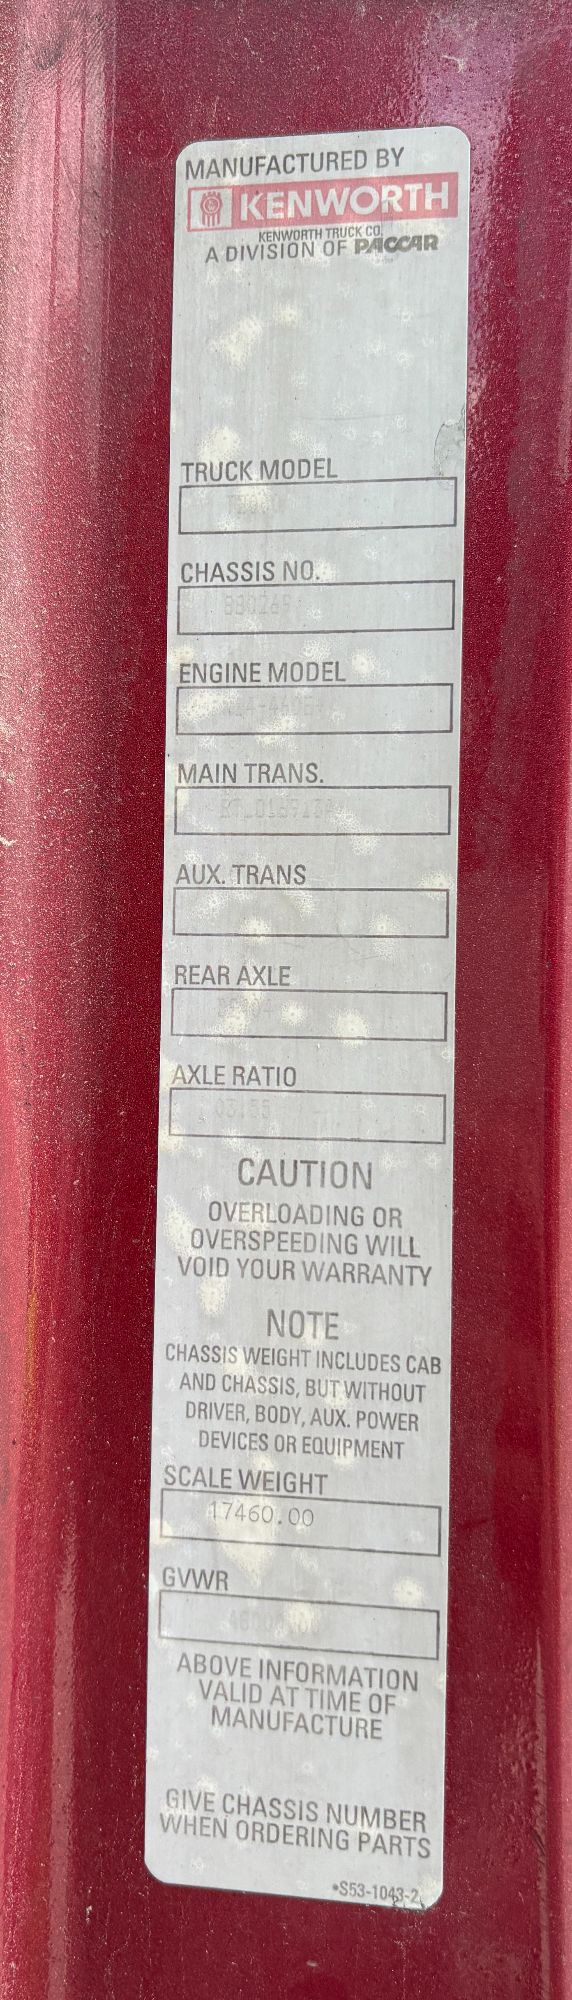 MANUFACTURED BY
KENWORTH
KENWORTH TRUCK CO.
A DIVISION OF PACCAR
TRUCK MODEL
CHASSIS NO.
ENGINE MODEL
MAIN TRANS.
AUX. TRANS
REAR AXLE
AXLE RATIO
CAUTION
OVERLOADING OR
OVERSPEEDING WILL
VOID YOUR WARRANTY
NOTE
CHASSIS WEIGHT INCLUDES CAB
AND CHASSIS, BUT WITHOUT
DRIVER, BODY, AUX. POWER
DEVICES OR EQUIPMENT
SCALE WEIGHT
17460.00
GVWR
ABOVE INFORMATION
VALID AT TIME OF
MANUFACTURE
GIVE CHASSIS NUMBER
WHEN ORDERING PARTS
•S53-1043-2